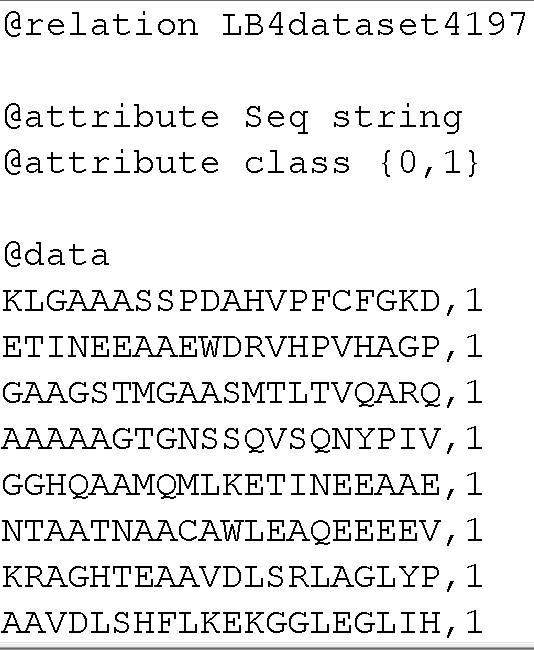 @relation LB4dataset4197
@attribute Seq string
@attribute class {0,1}
@data
KLGAAASSPDAHVPFCFGKD,1
ETINEEAAEWDRVHPVHAGP,1
GAAGSTMGAASMTLTVQARQ,1
AAAAAGTGNSSQVSQNYPIV,1
GGHQAAMQMLKETINEEAAE,1
NTAATNAACAWLEAQEEEEV,1
KRAGHTEAAVDLSRLAGLYP,1
AAVDLSHFLKEKGGLEGLIH,1